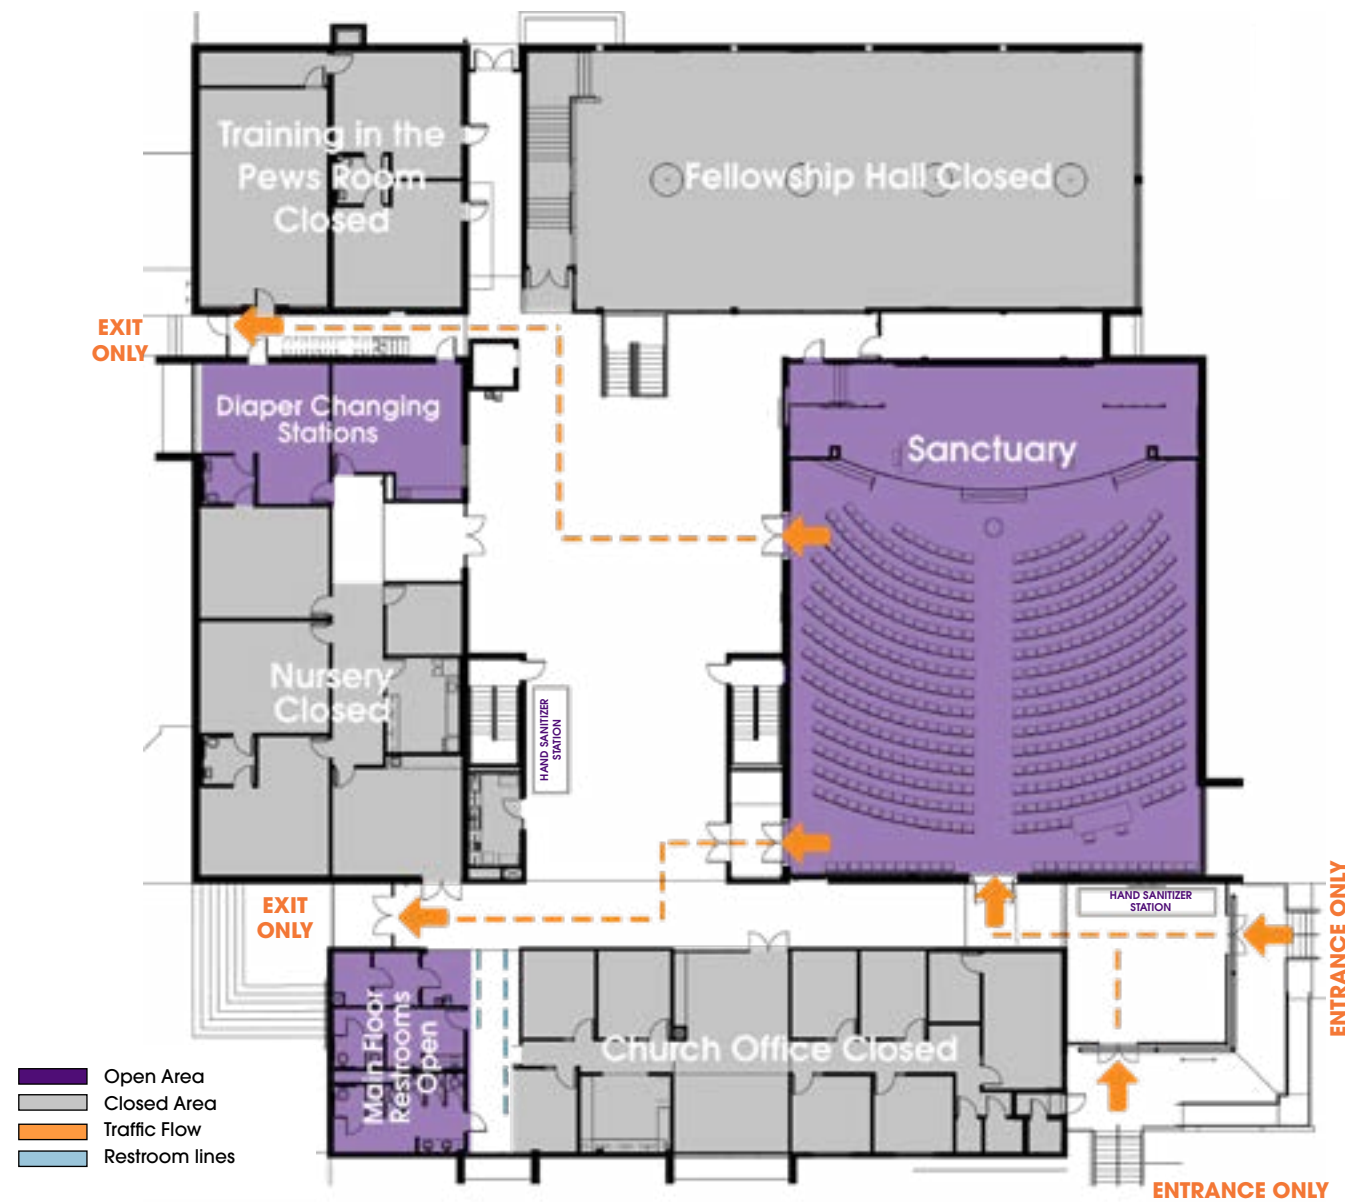 Training in the
Pews Room
Closed
Fellowship Hall Closed
EXIT
ONLY
Diaper Changing
Stations
Sanctuary
Nursery
Closed
HAND SANITIZER
STATION
EXIT
ONLY
HAND SANITIZER
STATION
ENTRANCE ONLY
Main Floor
Restrooms
Open
Church Office Closed
Open Area
Closed Area
Traffic Flow
Restroom lines
ENTRANCE ONLY